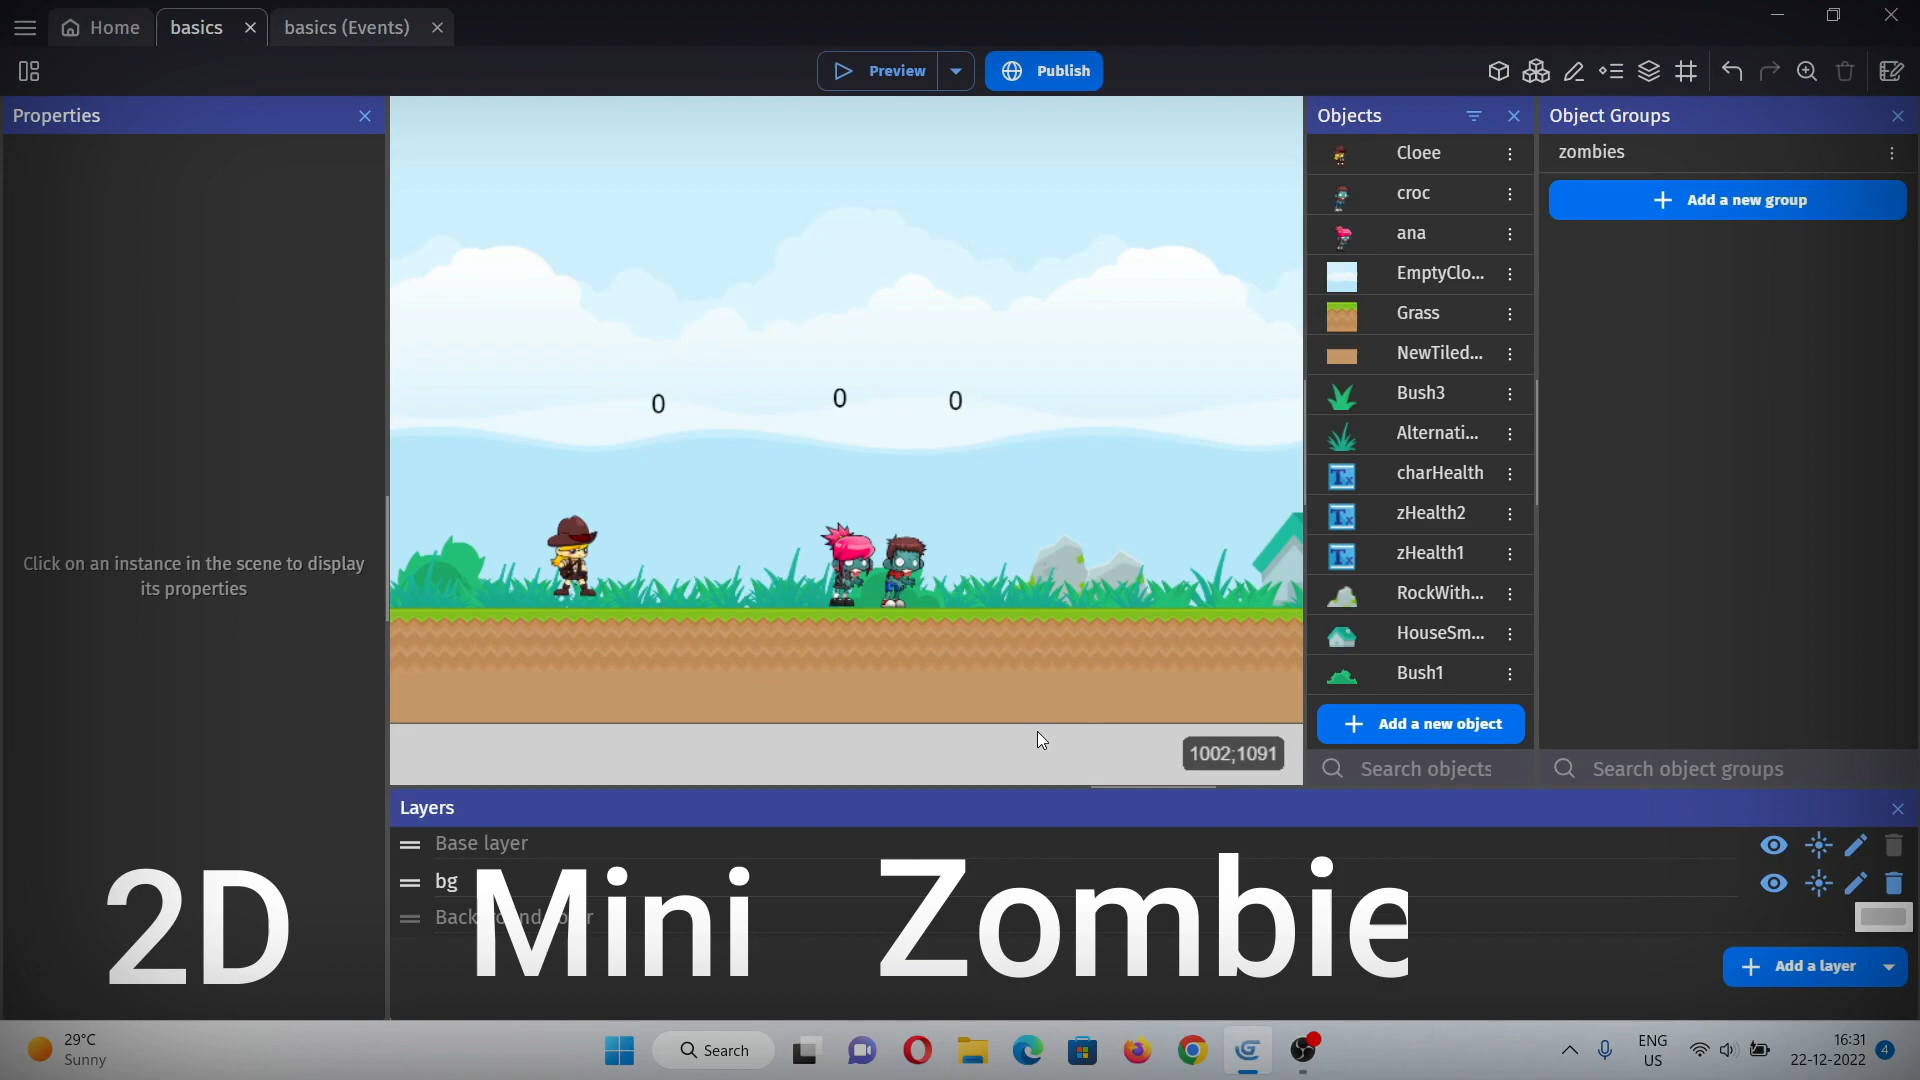 Home
basics
basics (Events)
Preview
Publish
Properties
Click on an instance in the scene to display
its properties
0
0
0
1002;1091
Objects
Cloee
croc
ana
EmptyClo...
Grass
NewTiled...
Bush3
Alternati...
charHealth
zHealth2
zHealth1
RockWith...
HouseSm...
Bush1
Add a new object
Search objects
Object Groups
zombies
Add a new group
Search object groups
Layers
Base layer
bg
Add a layer
2D Mini Zombie
29°C
Sunny
Search
ENG
US
16:31
22-12-2022
4